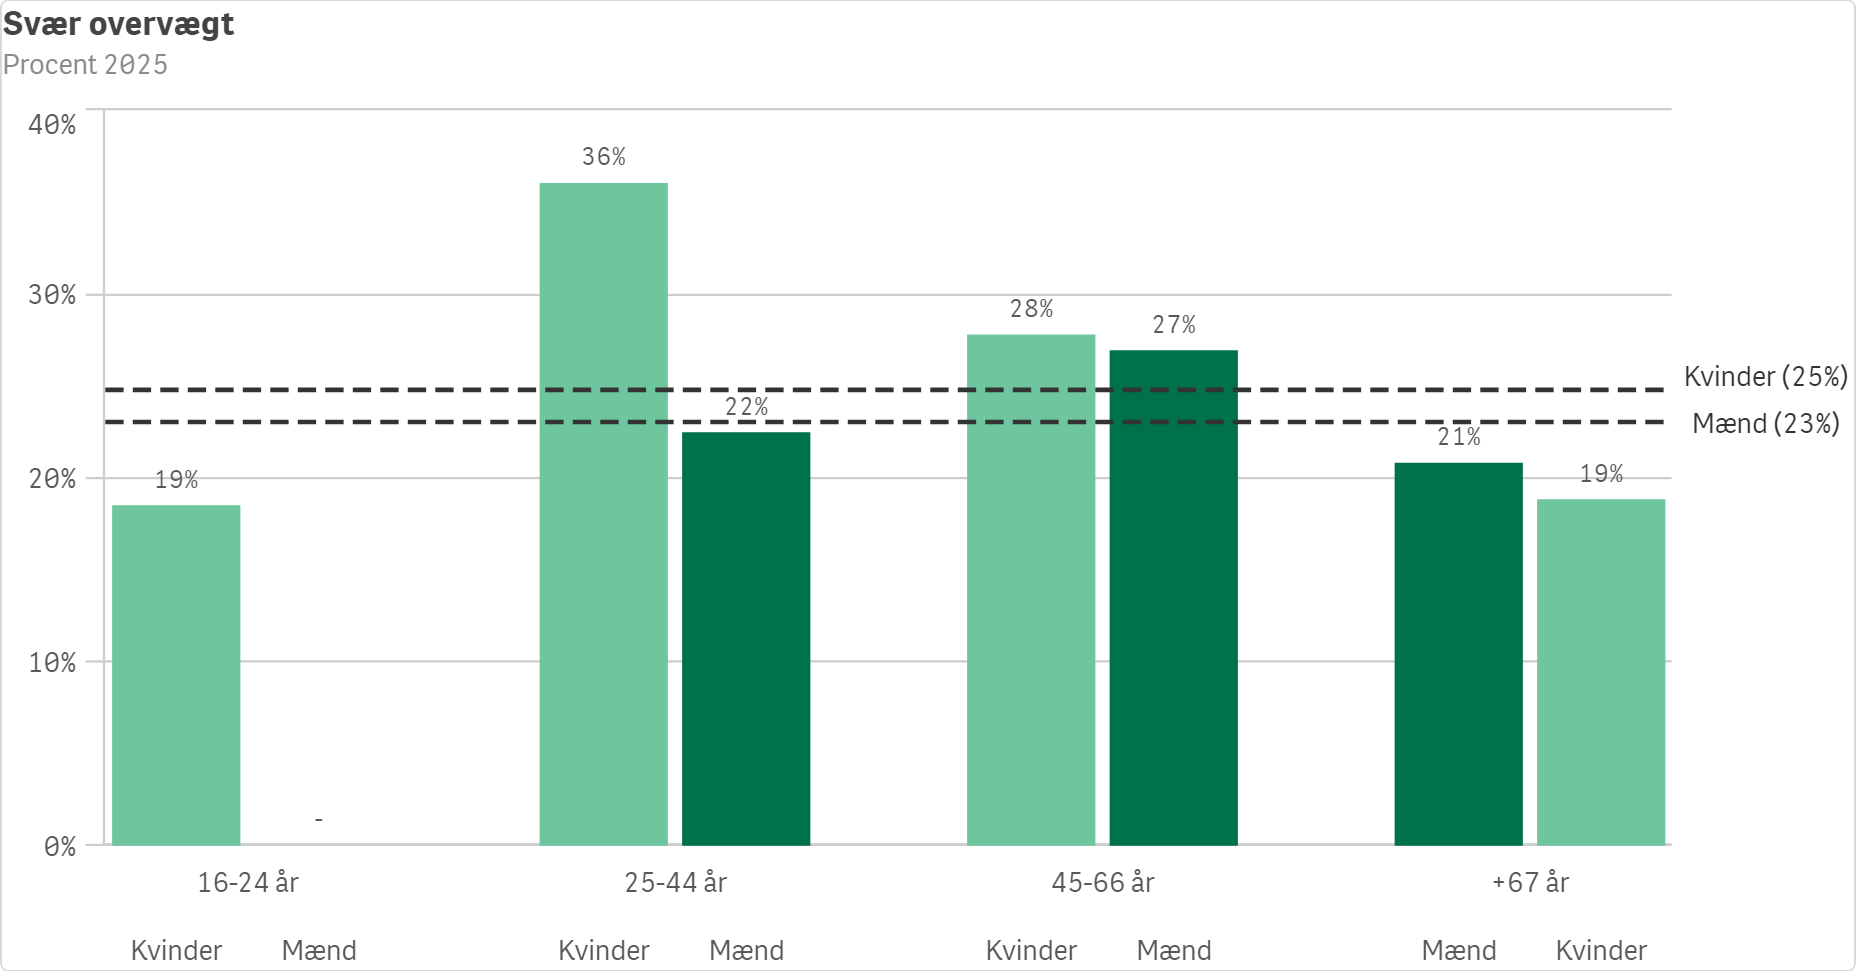 Svær overvægt
Procent 2025
40%
30%
20%
10%
0%
19%
-
36%
22%
28%
27%
21%
19%
Kvinder (25%)
Mænd (23%)
16-24 år
25-44 år
45-66 år
+67 år
Kvinder Mænd Kvinder Mænd Kvinder Mænd Mænd Kvinder